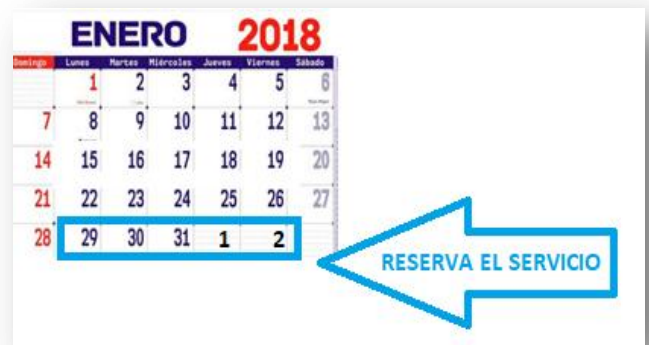 ENERO 2018
Domingo Lunes Martes Miércoles Jueves Viernes Sábado
1 2 3 4 5 6
7 8 9 10 11 12 13
14 15 16 17 18 19 20
21 22 23 24 25 26 27
28 29 30 31 1 2
RESERVA EL SERVICIO